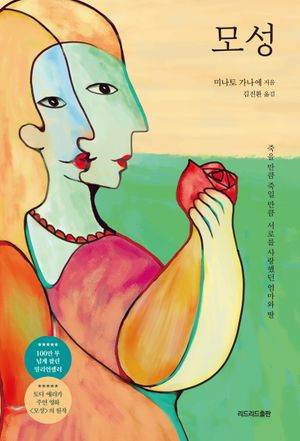 모성
미나토 가나에 지음
김진환 옮김
죽을 만큼 죽일 만큼 서로를 사랑했던 엄마와 딸
★★★★★
100만 부
넘게 팔린
밀리언셀러
★★★★★
토다 에리카
주연 영화
<모성>의 원작
리드리드출판